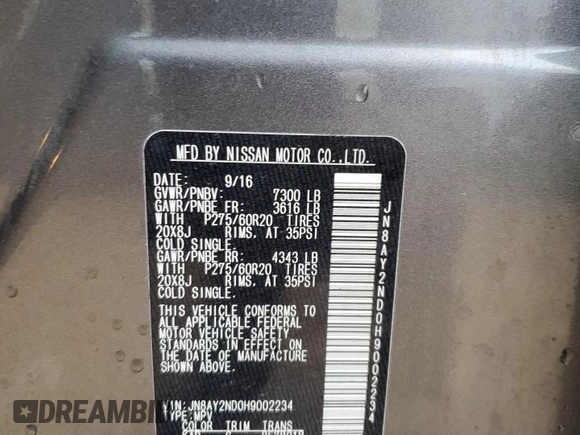 MFD BY NISSAN MOTOR CO.,LTD.
DATE: 9/16
GVWR/PNBV: 7300 LB
GAWR/PNBE FR: 3616 LB
WITH P275/60R20 TIRES
20X8J RIMS, AT 35PSI
COLD SINGLE.
GAWR/PNBE RR: 4343 LB
WITH P275/60R20 TIRES
20X8J RIMS, AT 35PSI
COLD SINGLE.
THIS VEHICLE CONFORMS TO
ALL APPLICABLE FEDERAL
MOTOR VEHICLE SAFETY
STANDARDS IN EFFECT ON
THE DATE OF MANUFACTURE
SHOWN ABOVE.
VIN: JN8AY2ND0H9002234
TYPE: MPV
COLOR TRIM TRANS
KAD G
JN8AY2ND0H9002234
DREAMBIDS.COM